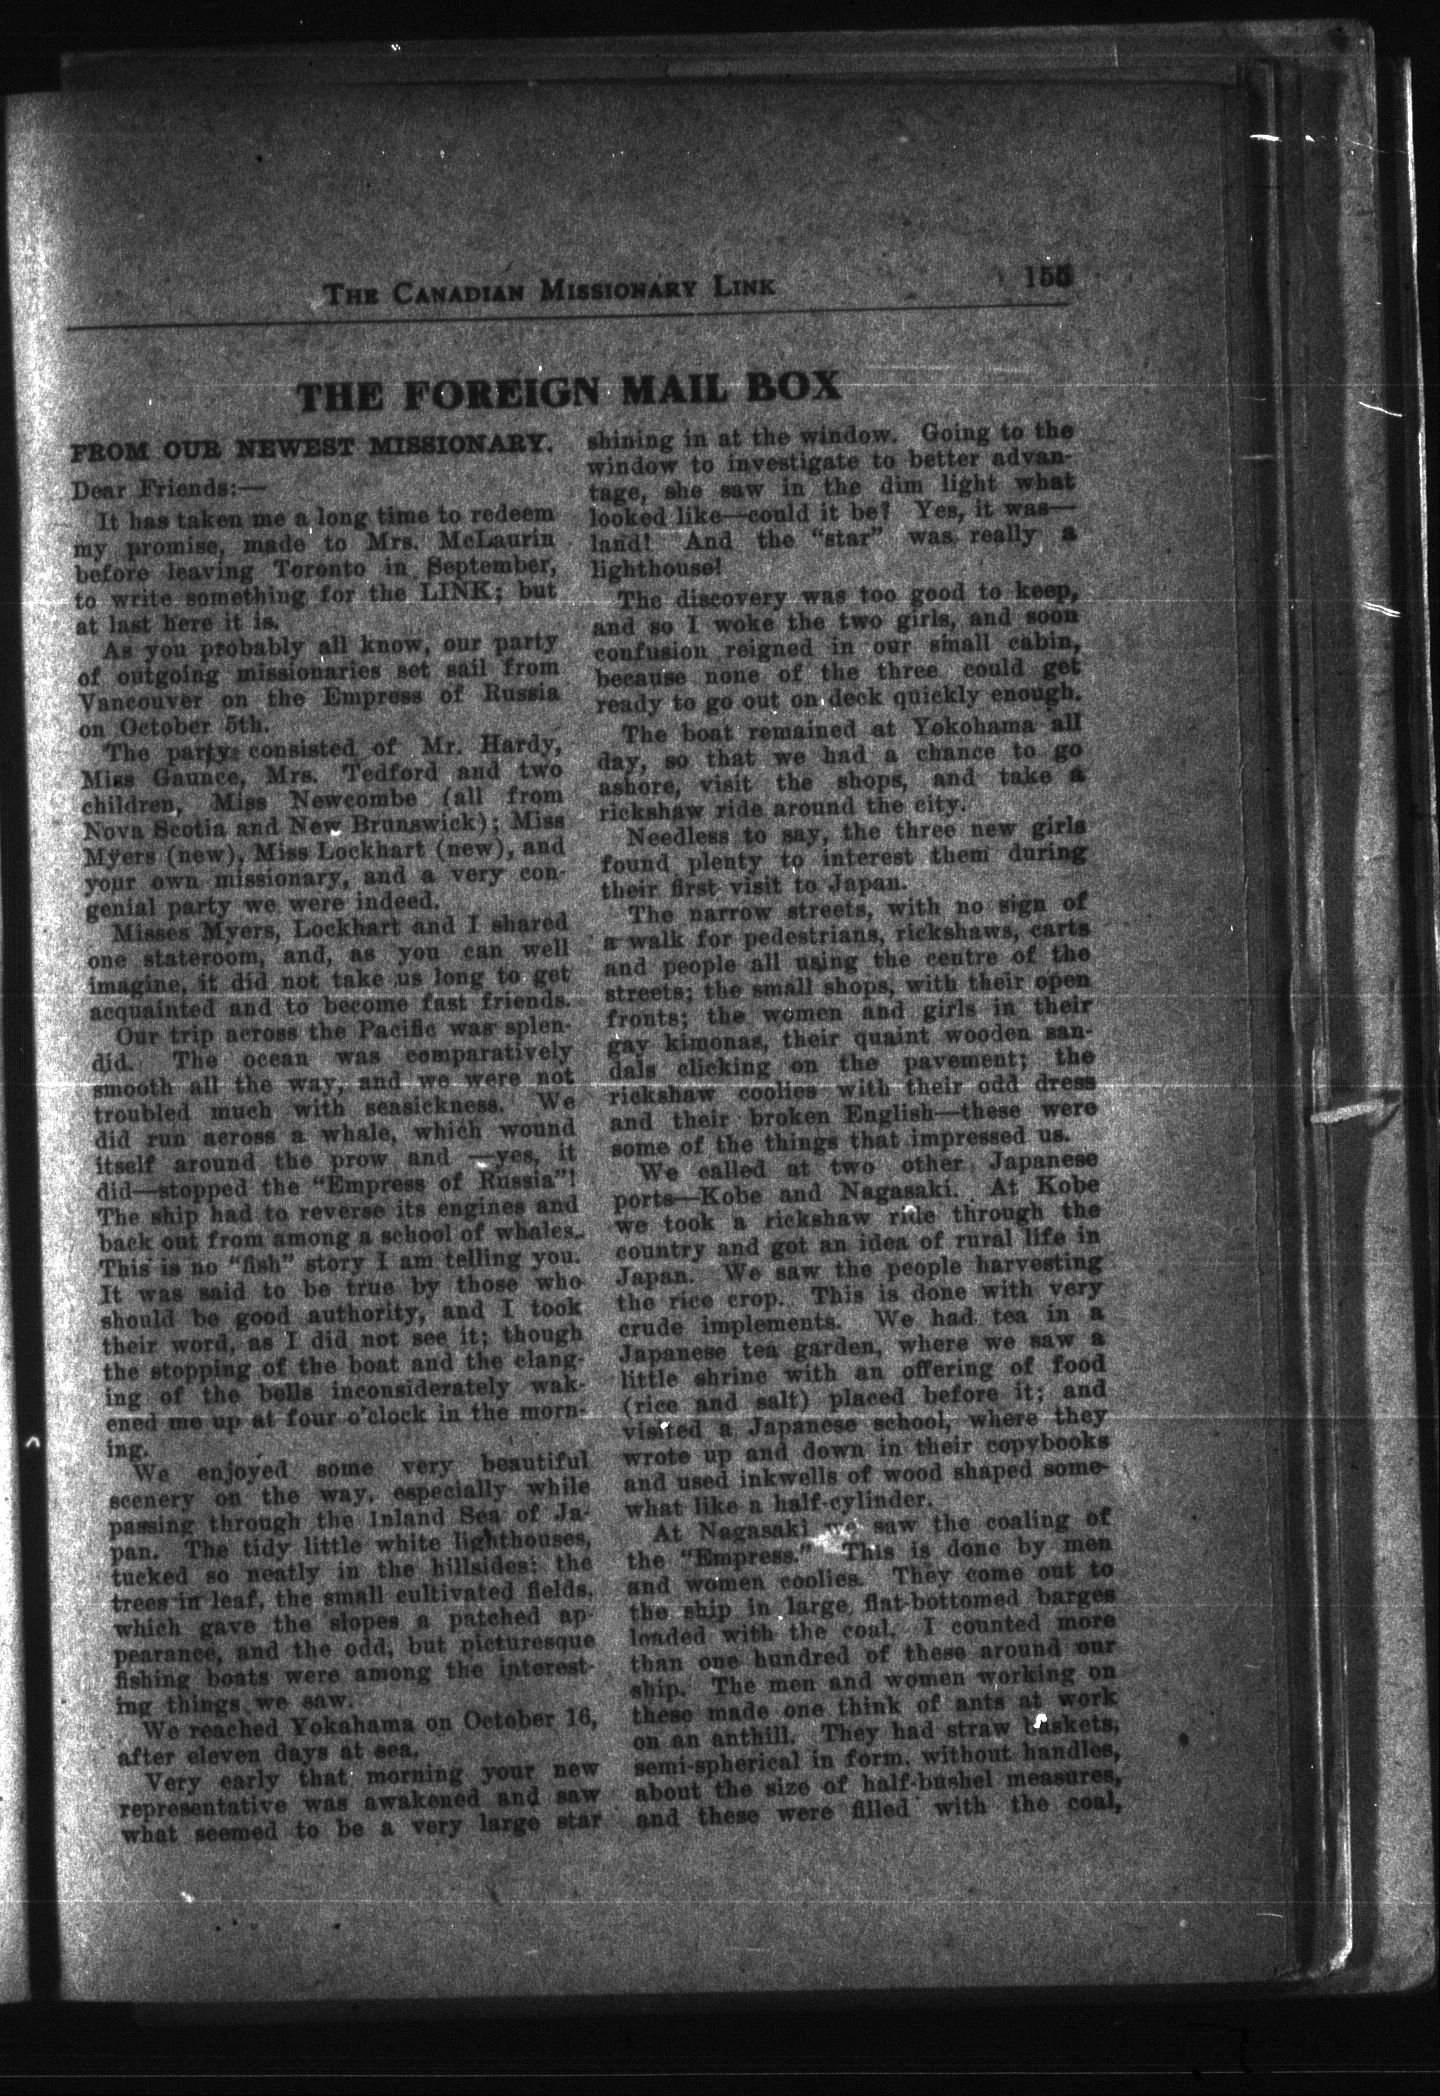 THE CANADIAN MISSIONARY LINK 155
THE FOREIGN MAIL BOX
FROM OUR NEWEST MISSIONARY.
Dear Friends:—
It has taken me a long time to redeem
my promise, made to Mrs. McLaurin
before leaving Toronto in September,
to write something for the LINK; but
at last here it is.
As you probably all know, our party
of outgoing missionaries set sail from
Vancouver on the Empress of Russia
on October 5th.
The party consisted of Mr. Hardy,
Miss Gaunce, Mrs. Tedford and two
children, Miss Newcombe (all from
Nova Scotia and New Brunswick); Miss
Myers (new), Miss Lockhart (new), and
your own missionary, and a very con-
genial party we were indeed.
Misses Myers, Lockhart and I shared
one stateroom, and, as you can well
imagine, it did not take us long to get
acquainted and to become fast friends.
Our trip across the Pacific was splen-
did. The ocean was comparatively
smooth all the way, and we were not
troubled much with seasickness. We
did run across a whale, which wound
itself around the prow and —yes, it
did—stopped the "Empress of Russia"!
The ship had to reverse its engines and
back out from among a school of whales.
This is no "fish" story I am telling you.
It was said to be true by those who
should be good authority, and I took
their word, as I did not see it; though
the stopping of the boat and the clang-
ing of the bells inconsiderately wak-
ened me up at four o'clock in the morn-
ing.
We enjoyed some very beautiful
scenery on the way, especially while
passing through the Inland Sea of Ja-
pan. The tidy little white lighthouses,
tucked so neatly in the hillsides; the
trees in leaf, the small cultivated fields,
which gave the slopes a patched ap-
pearance, and the odd, but picturesque
fishing boats were among the interest-
ing things we saw.
We reached Yokahama on October 16,
after eleven days at sea.
Very early that morning your new
representative was awakened and saw
what seemed to be a very large star
shining in at the window. Going to the
window to investigate to better advan-
tage, she saw in the dim light what
looked like—could it be? Yes, it was—
land! And the "star" was really a
lighthouse!
The discovery was too good to keep,
and so I woke the two girls, and soon
confusion reigned in our small cabin,
because none of the three could get
ready to go out on deck quickly enough.
The boat remained at Yokohama all
day, so that we had a chance to go
ashore, visit the shops, and take a
rickshaw ride around the city.
Needless to say, the three new girls
found plenty to interest them during
their first visit to Japan.
The narrow streets, with no sign of
a walk for pedestrians, rickshaws, carts
and people all using the centre of the
streets; the small shops, with their open
fronts; the women and girls in their
gay kimonas, their quaint wooden san-
dals clicking on the pavement; the
rickshaw coolies with their odd dress
and their broken English—these were
some of the things that impressed us.
We called at two other Japanese
ports—Kobe and Nagasaki. At Kobe
we took a rickshaw ride through the
country and got an idea of rural life in
Japan. We saw the people harvesting
the rice crop. This is done with very
crude implements. We had tea in a
Japanese tea garden, where we saw a
little shrine with an offering of food
(rice and salt) placed before it; and
visited a Japanese school, where they
wrote up and down in their copybooks
and used inkwells of wood shaped some-
what like a half-cylinder.
At Nagasaki we saw the coaling of
the "Empress." This is done by men
and women coolies. They come out to
the ship in large flat-bottomed barges
loaded with the coal. I counted more
than one hundred of these around our
ship. The men and women working on
these made one think of ants at work
on an anthill. They had straw baskets,
semi-spherical in form, without handles,
about the size of half-bushel measures,
and these were filled with the coal,